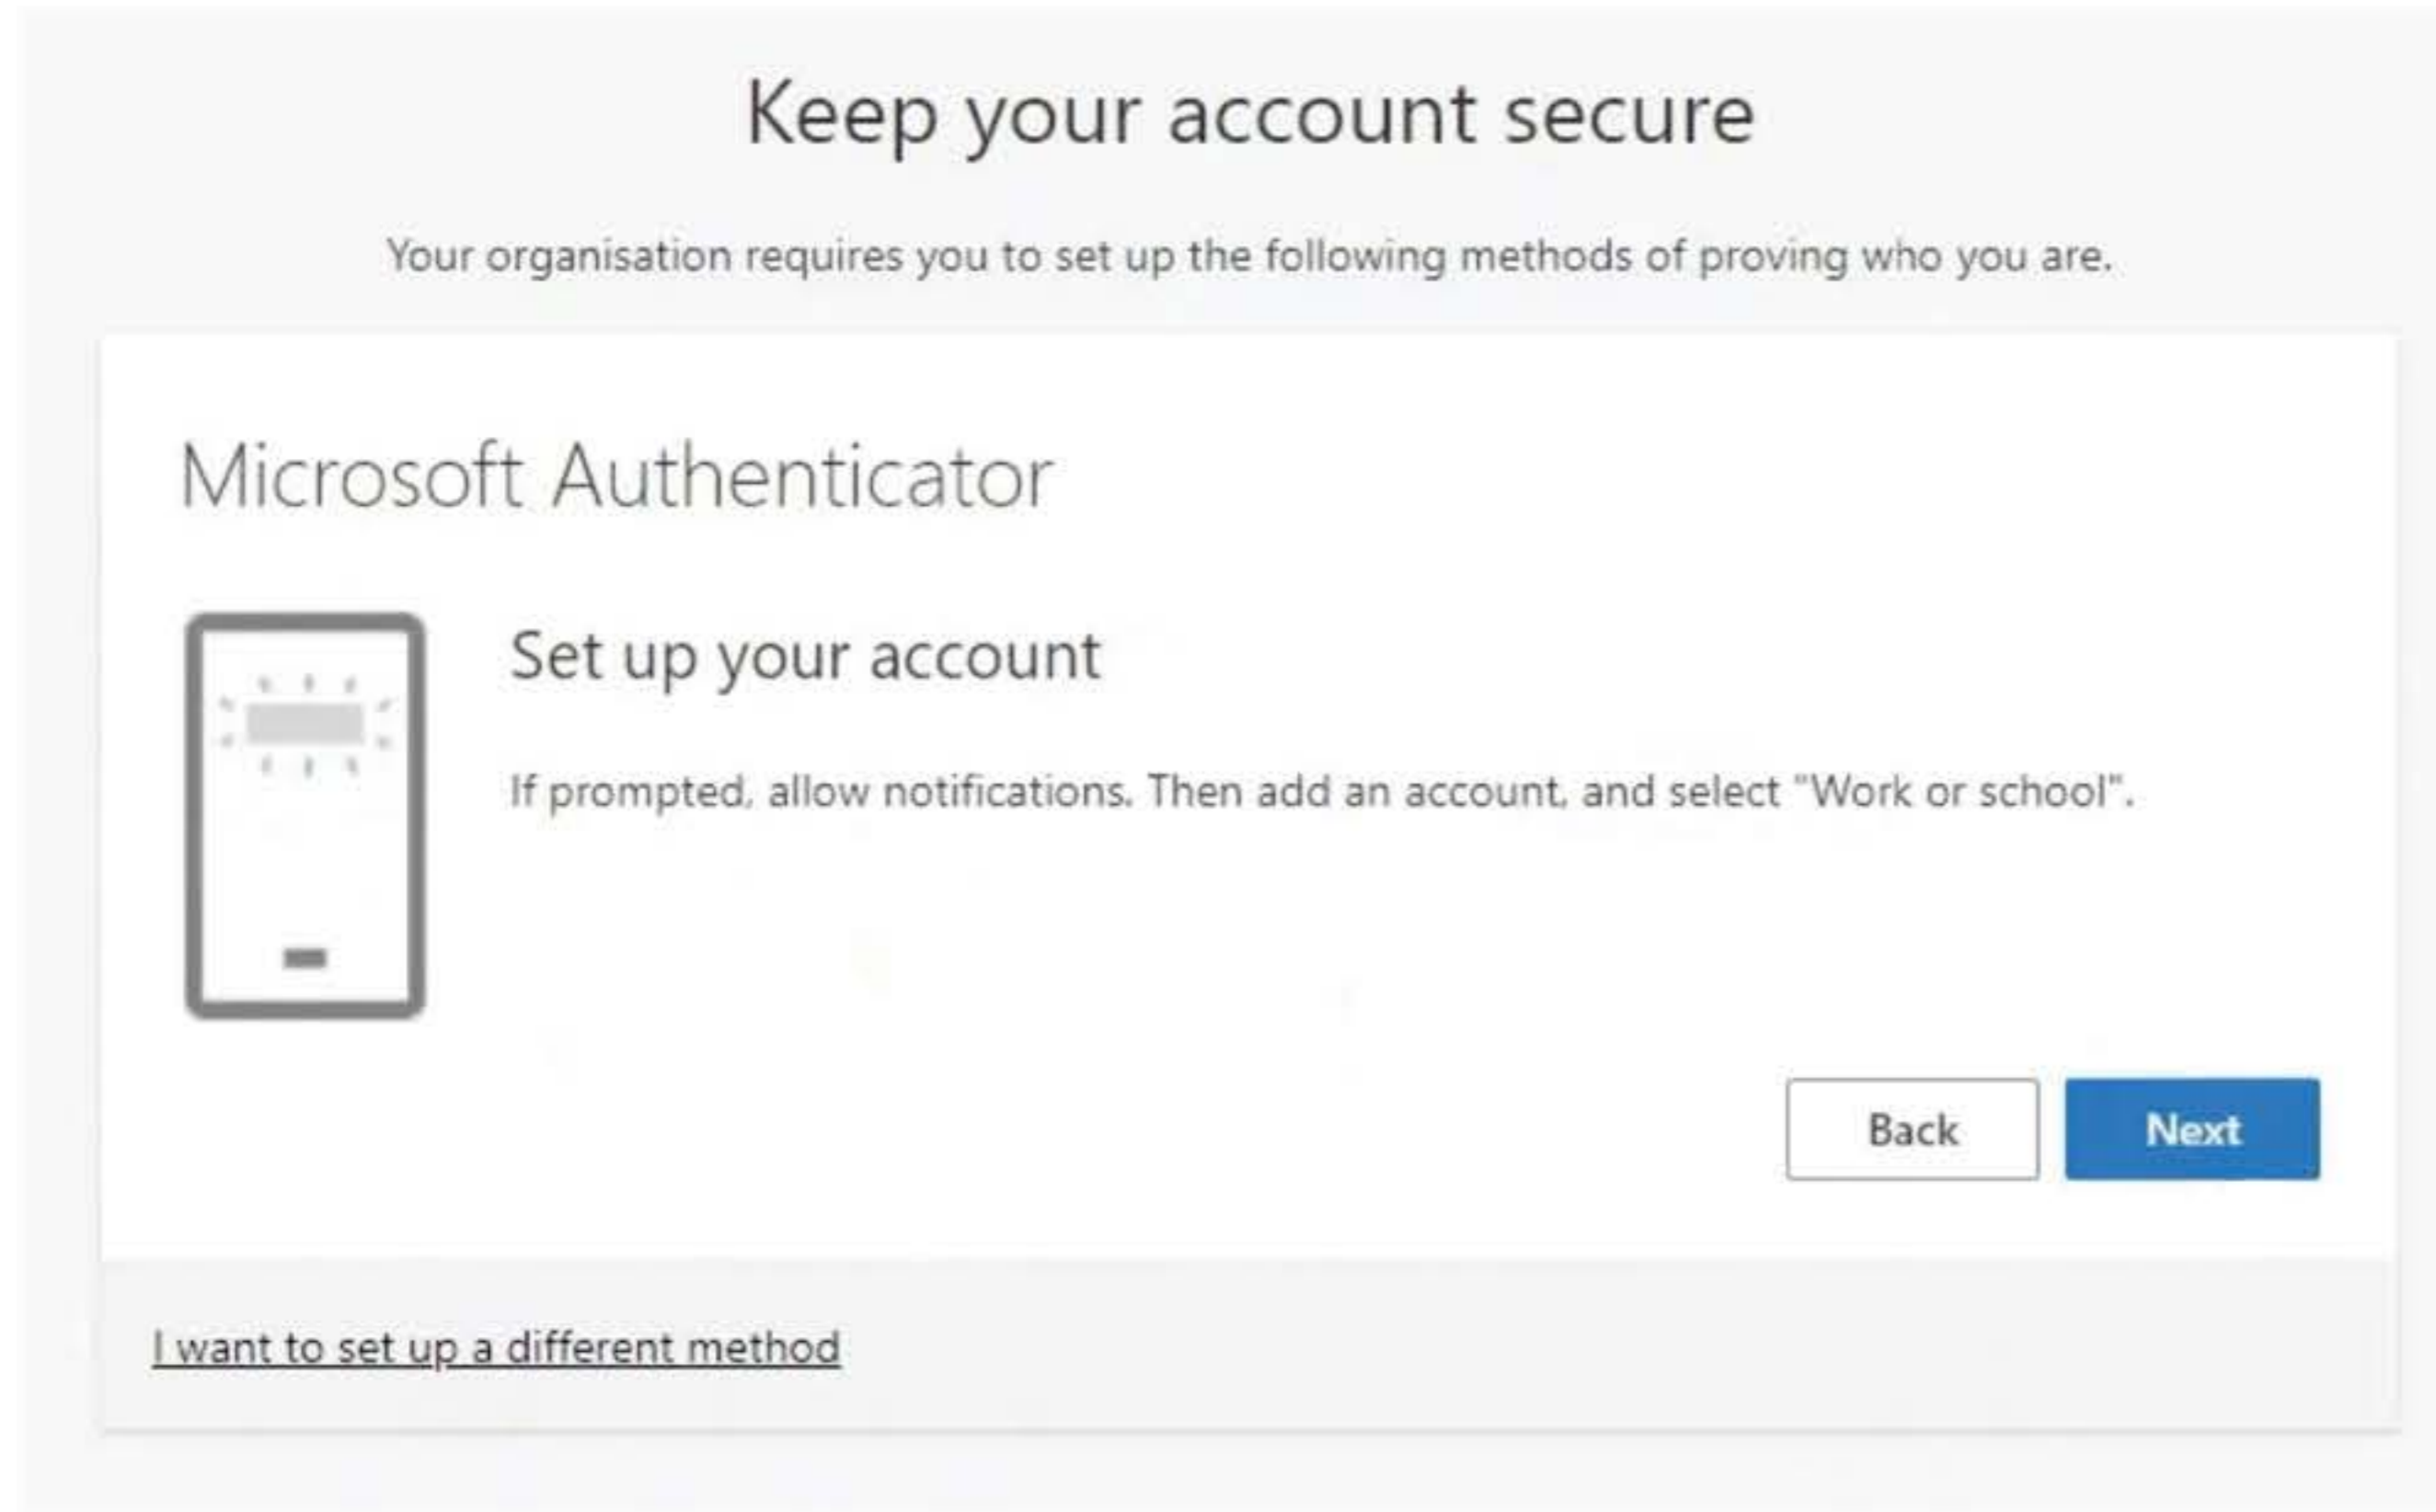 Keep your account secure
Your organisation requires you to set up the following methods of proving who you are.
Microsoft Authenticator
Set up your account
If prompted, allow notifications. Then add an account, and select "Work or school".
Back
Next
I want to set up a different method